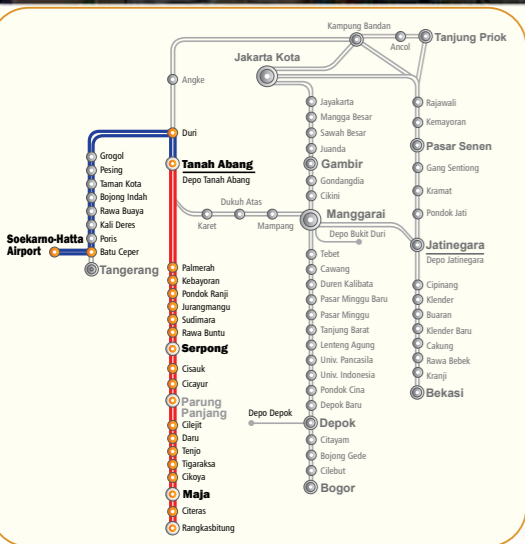 Kampung Bandan
Ancol
Tanjung Priok
Jakarta Kota
Angke
Duri
Tanah Abang
Depo Tanah Abang
Grogol
Pesing
Taman Kota
Bojong Indah
Rawa Buaya
Kali Deres
Poris
Batu Ceper
Tangerang
Soekarno-Hatta
Airport
Dukuh Atas
Karet
Mampang
Jayakarta
Mangga Besar
Sawah Besar
Juanda
Gambir
Gondangdia
Cikini
Manggarai
Depo Bukit Duri
Rajawali
Kemayoran
Pasar Senen
Gang Sentiong
Kramat
Pondok Jati
Jatinegara
Depo Jatinegara
Palmerah
Kebayoran
Pondok Ranji
Jurangmangu
Sudimara
Rawa Buntu
Serpong
Cisauk
Cicayur
Parung
Panjang
Cilejit
Daru
Tenjo
Tigaraksa
Cikoya
Maja
Citeras
Rangkasbitung
Tebet
Cawang
Duren Kalibata
Pasar Minggu Baru
Pasar Minggu
Tanjung Barat
Lenteng Agung
Univ. Pancasila
Univ. Indonesia
Pondok Cina
Depok Baru
Depo Depok
Depok
Citayam
Bojong Gede
Cilebut
Bogor
Cipinang
Klender
Buaran
Klender Baru
Cakung
Rawa Bebek
Kranji
Bekasi